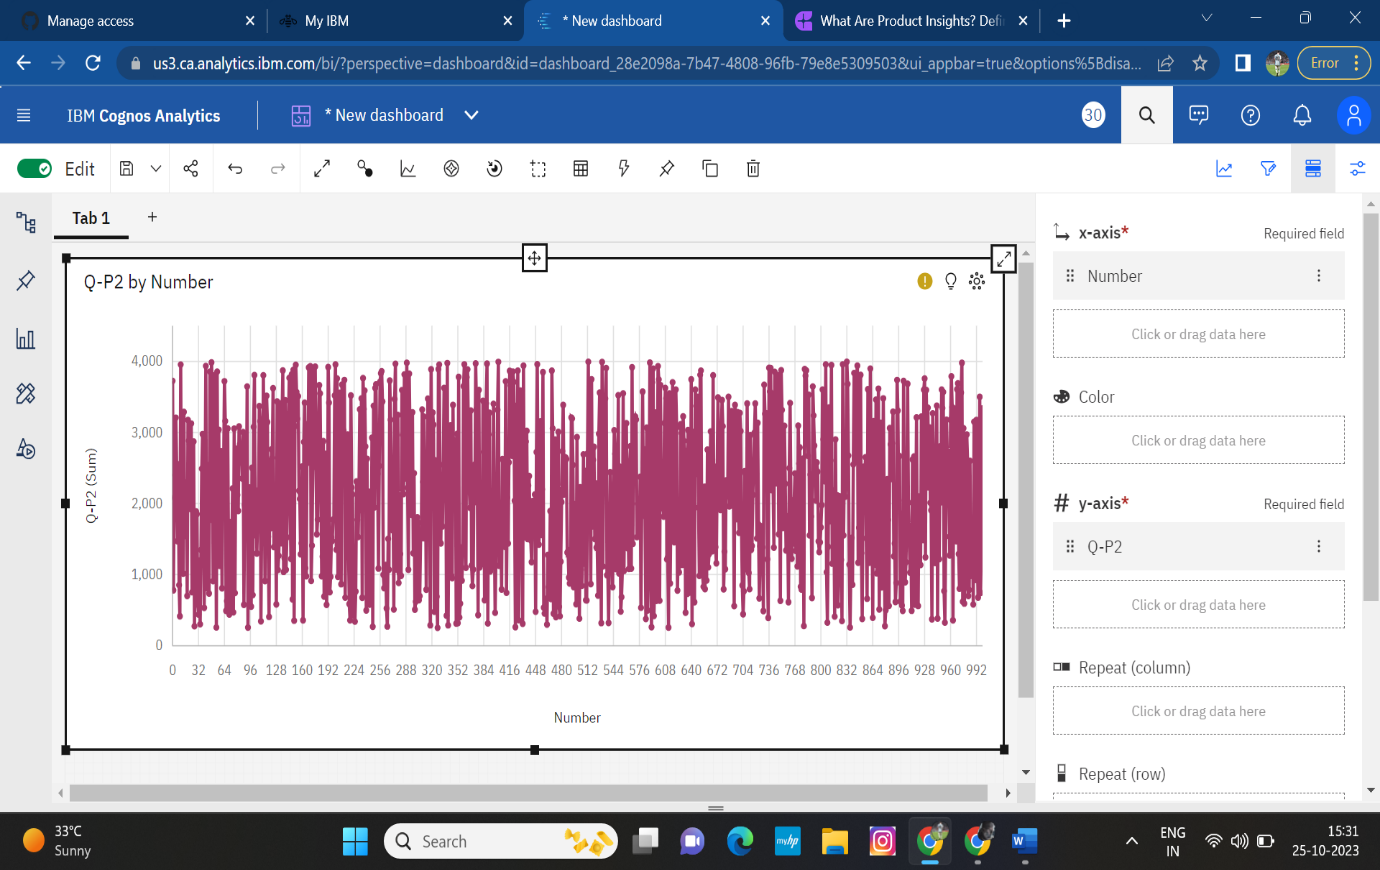 Manage access
My IBM
* New dashboard
What Are Product Insights? Defi
us3.ca.analytics.ibm.com/bi/?perspective=dashboard&id=dashboard_28e2098a-7b47-4808-96fb-79e8e5309503&ui_appbar=true&options%5Bdisa...
Error
IBM Cognos Analytics
* New dashboard
30
Edit
Tab 1
Q-P2 by Number
Q-P2 (Sum)
4,000
3,000
2,000
1,000
0
0 32 64 96 128 160 192 224 256 288 320 352 384 416 448 480 512 544 576 608 640 672 704 736 768 800 832 864 896 928 960 992
Number
x-axis*
Required field
Number
Click or drag data here
Color
Click or drag data here
# y-axis*
Required field
Q-P2
Click or drag data here
Repeat (column)
Click or drag data here
Repeat (row)
33°C
Sunny
Search
myhp
W
ENG
IN
15:31
25-10-2023